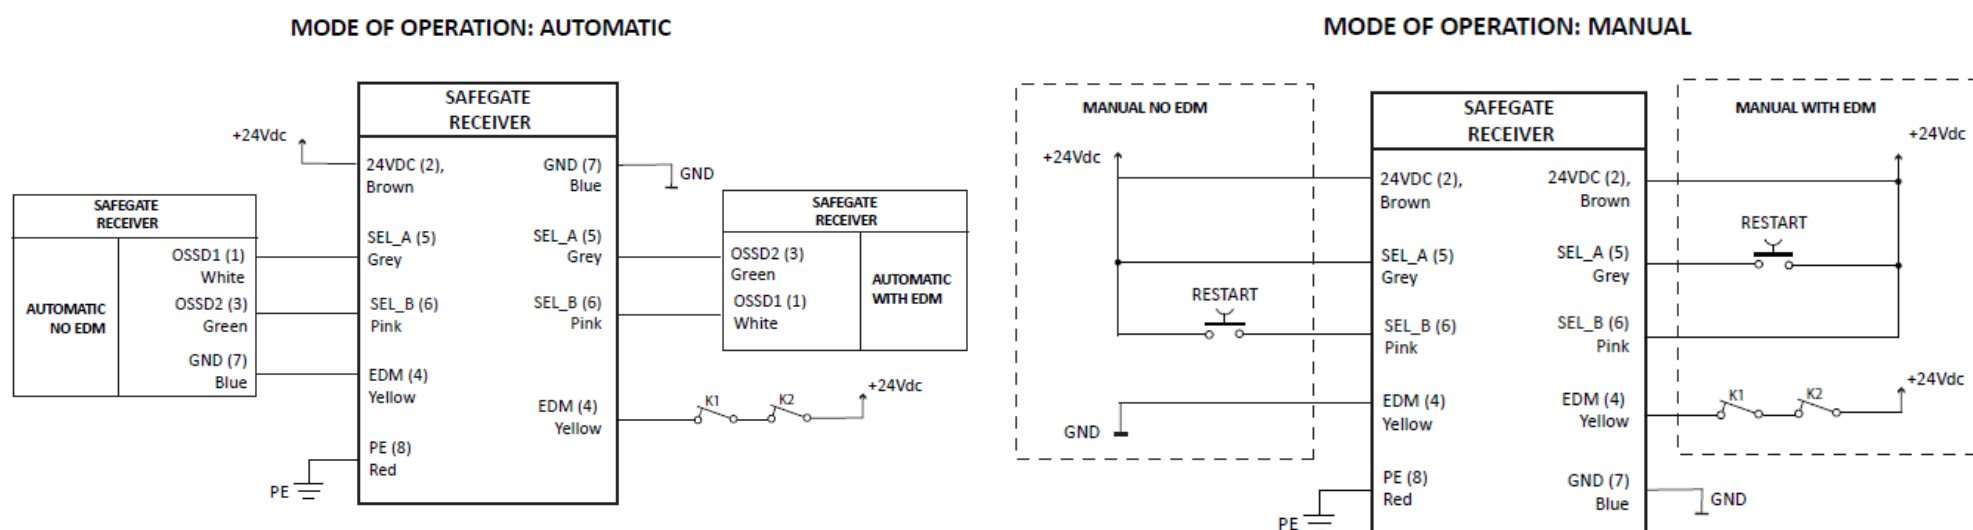 MODE OF OPERATION: AUTOMATIC
SAFEGATE
RECEIVER
+24Vdc
24VDC (2),
Brown
GND (7)
Blue
GND
SAFEGATE
RECEIVER
AUTOMATIC
NO EDM
OSSD1 (1)
White
OSSD2 (3)
Green
GND (7)
Blue
SEL_A (5)
Grey
SEL_B (6)
Pink
EDM (4)
Yellow
PE (8)
Red
PE
SEL_A (5)
Grey
SEL_B (6)
Pink
EDM (4)
Yellow
SAFEGATE
RECEIVER
OSSD2 (3)
Green
OSSD1 (1)
White
AUTOMATIC
WITH EDM
K1
K2
+24Vdc
MODE OF OPERATION: MANUAL
MANUAL NO EDM
+24Vdc
RESTART
GND
SAFEGATE
RECEIVER
24VDC (2),
Brown
SEL_A (5)
Grey
SEL_B (6)
Pink
EDM (4)
Yellow
PE (8)
Red
PE
24VDC (2),
Brown
SEL_A (5)
Grey
SEL_B (6)
Pink
EDM (4)
Yellow
GND (7)
Blue
GND
MANUAL WITH EDM
+24Vdc
RESTART
K1
K2
+24Vdc